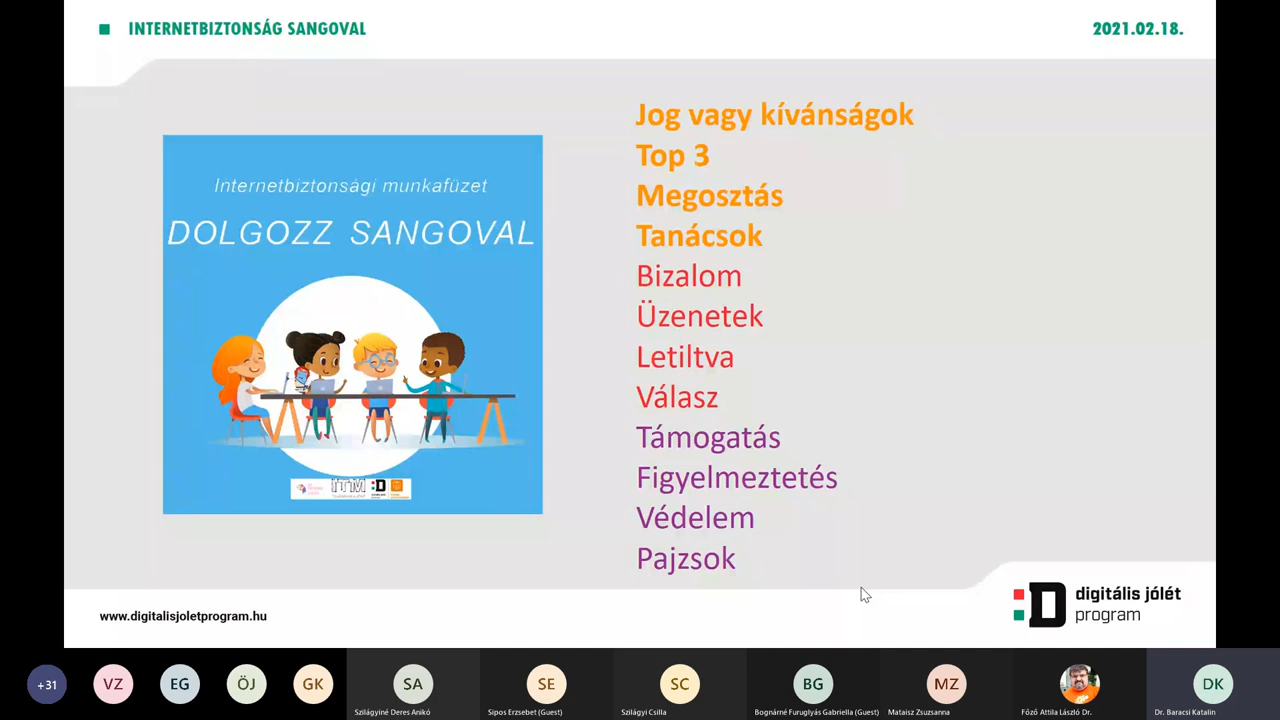 INTERNETBIZTONSÁG SANGOVAL
2021.02.18.
Internetbiztonsági munkafüzet
DOLGOZZ SANGOVAL
Jog vagy kívánságok
Top 3
Megosztás
Tanácsok
Bizalom
Üzenetek
Letiltva
Válasz
Támogatás
Figyelmeztetés
Védelem
Pajzsok
www.digitalisjoletprogram.hu
digitális jólét
program
+31
VZ
EG
ÖJ
GK
SA
SE
SC
BG
MZ
DK
Szilágyiné Deres Anikó
Sipos Erzsebet (Guest)
Szilágyi Csilla
Bognárné Furuglyás Gabriella (Guest)
Mataisz Zsuzsanna
Főző Attila László Dr.
Dr. Baracsi Katalin